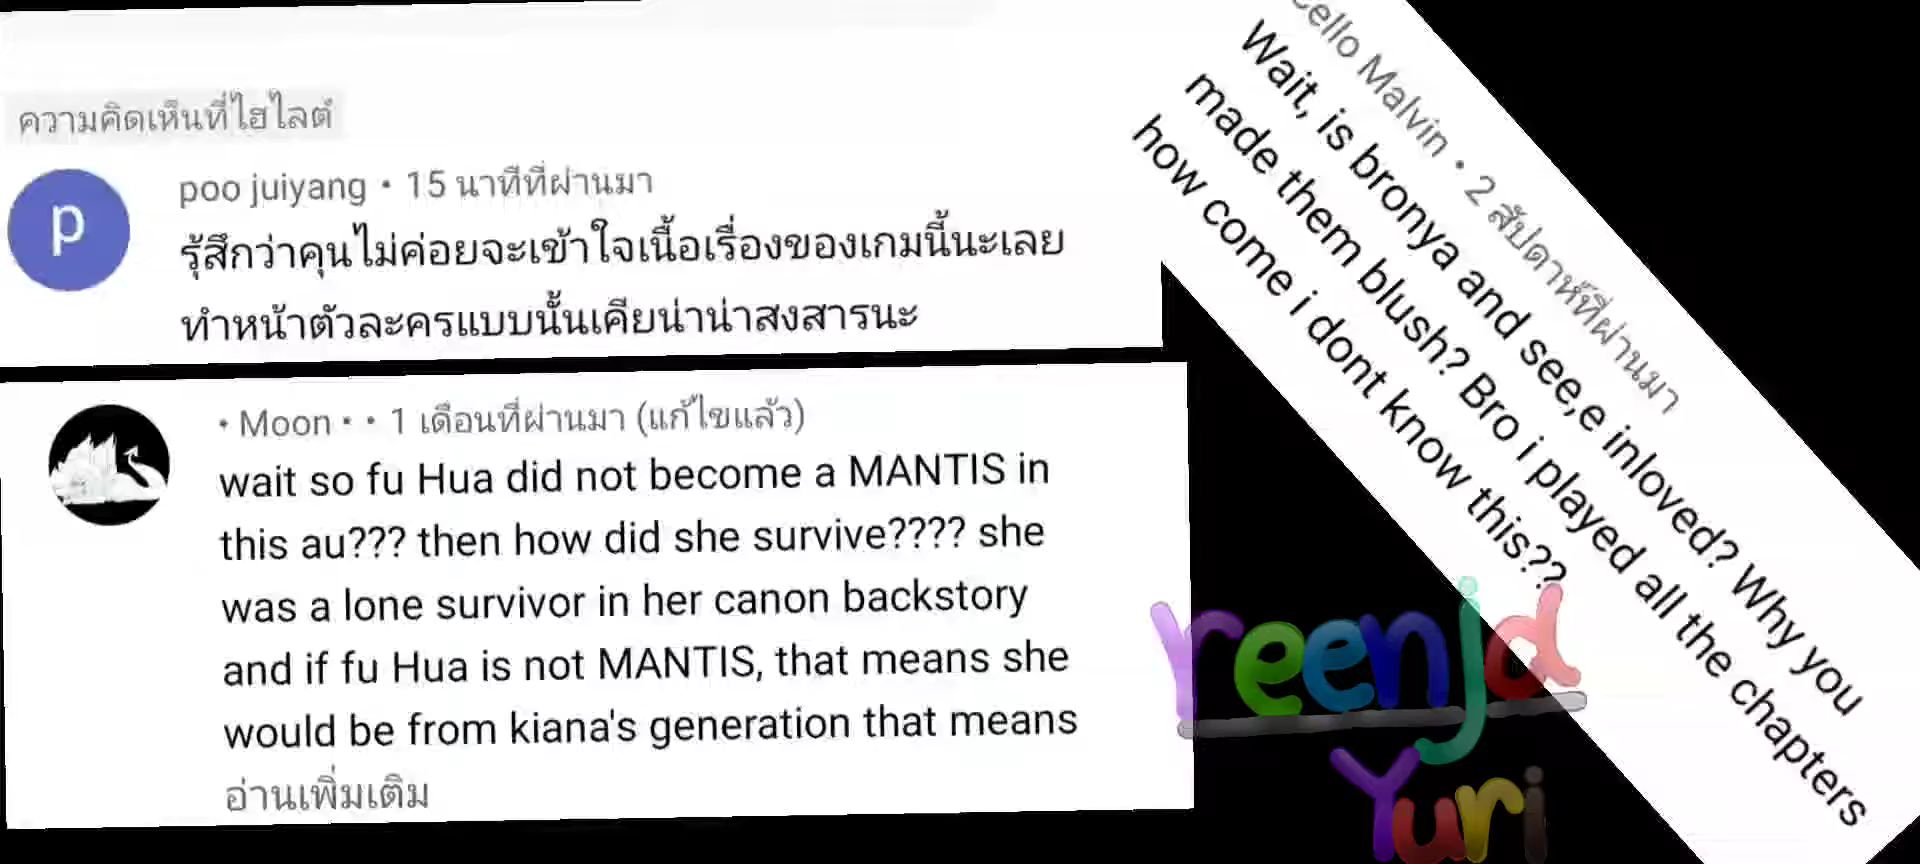 ความคิดเห็นที่ไฮไลต์
p
poo juiyang • 15 นาทีที่ผ่านมา
รุ้สึกว่าคุนไม่ค่อยจะเข้าใจเนื้อเรื่องของเกมนี้นะเลย
ทำหน้าตัวละครแบบนั้นเคียน่าน่าสงสารนะ
• Moon • • 1 เดือนที่ผ่านมา (แก้ไขแล้ว)
wait so fu Hua did not become a MANTIS in
this au??? then how did she survive???? she
was a lone survivor in her canon backstory
and if fu Hua is not MANTIS, that means she
would be from kiana's generation that means
อ่านเพิ่มเติม
Malvin • 2 สัปดาห์ที่ผ่านมา
Wait, is bronya and see,e inloved? Why you
made them blush? Bro i played all the chapters
how come i dont know this??
reenjd
Yuri